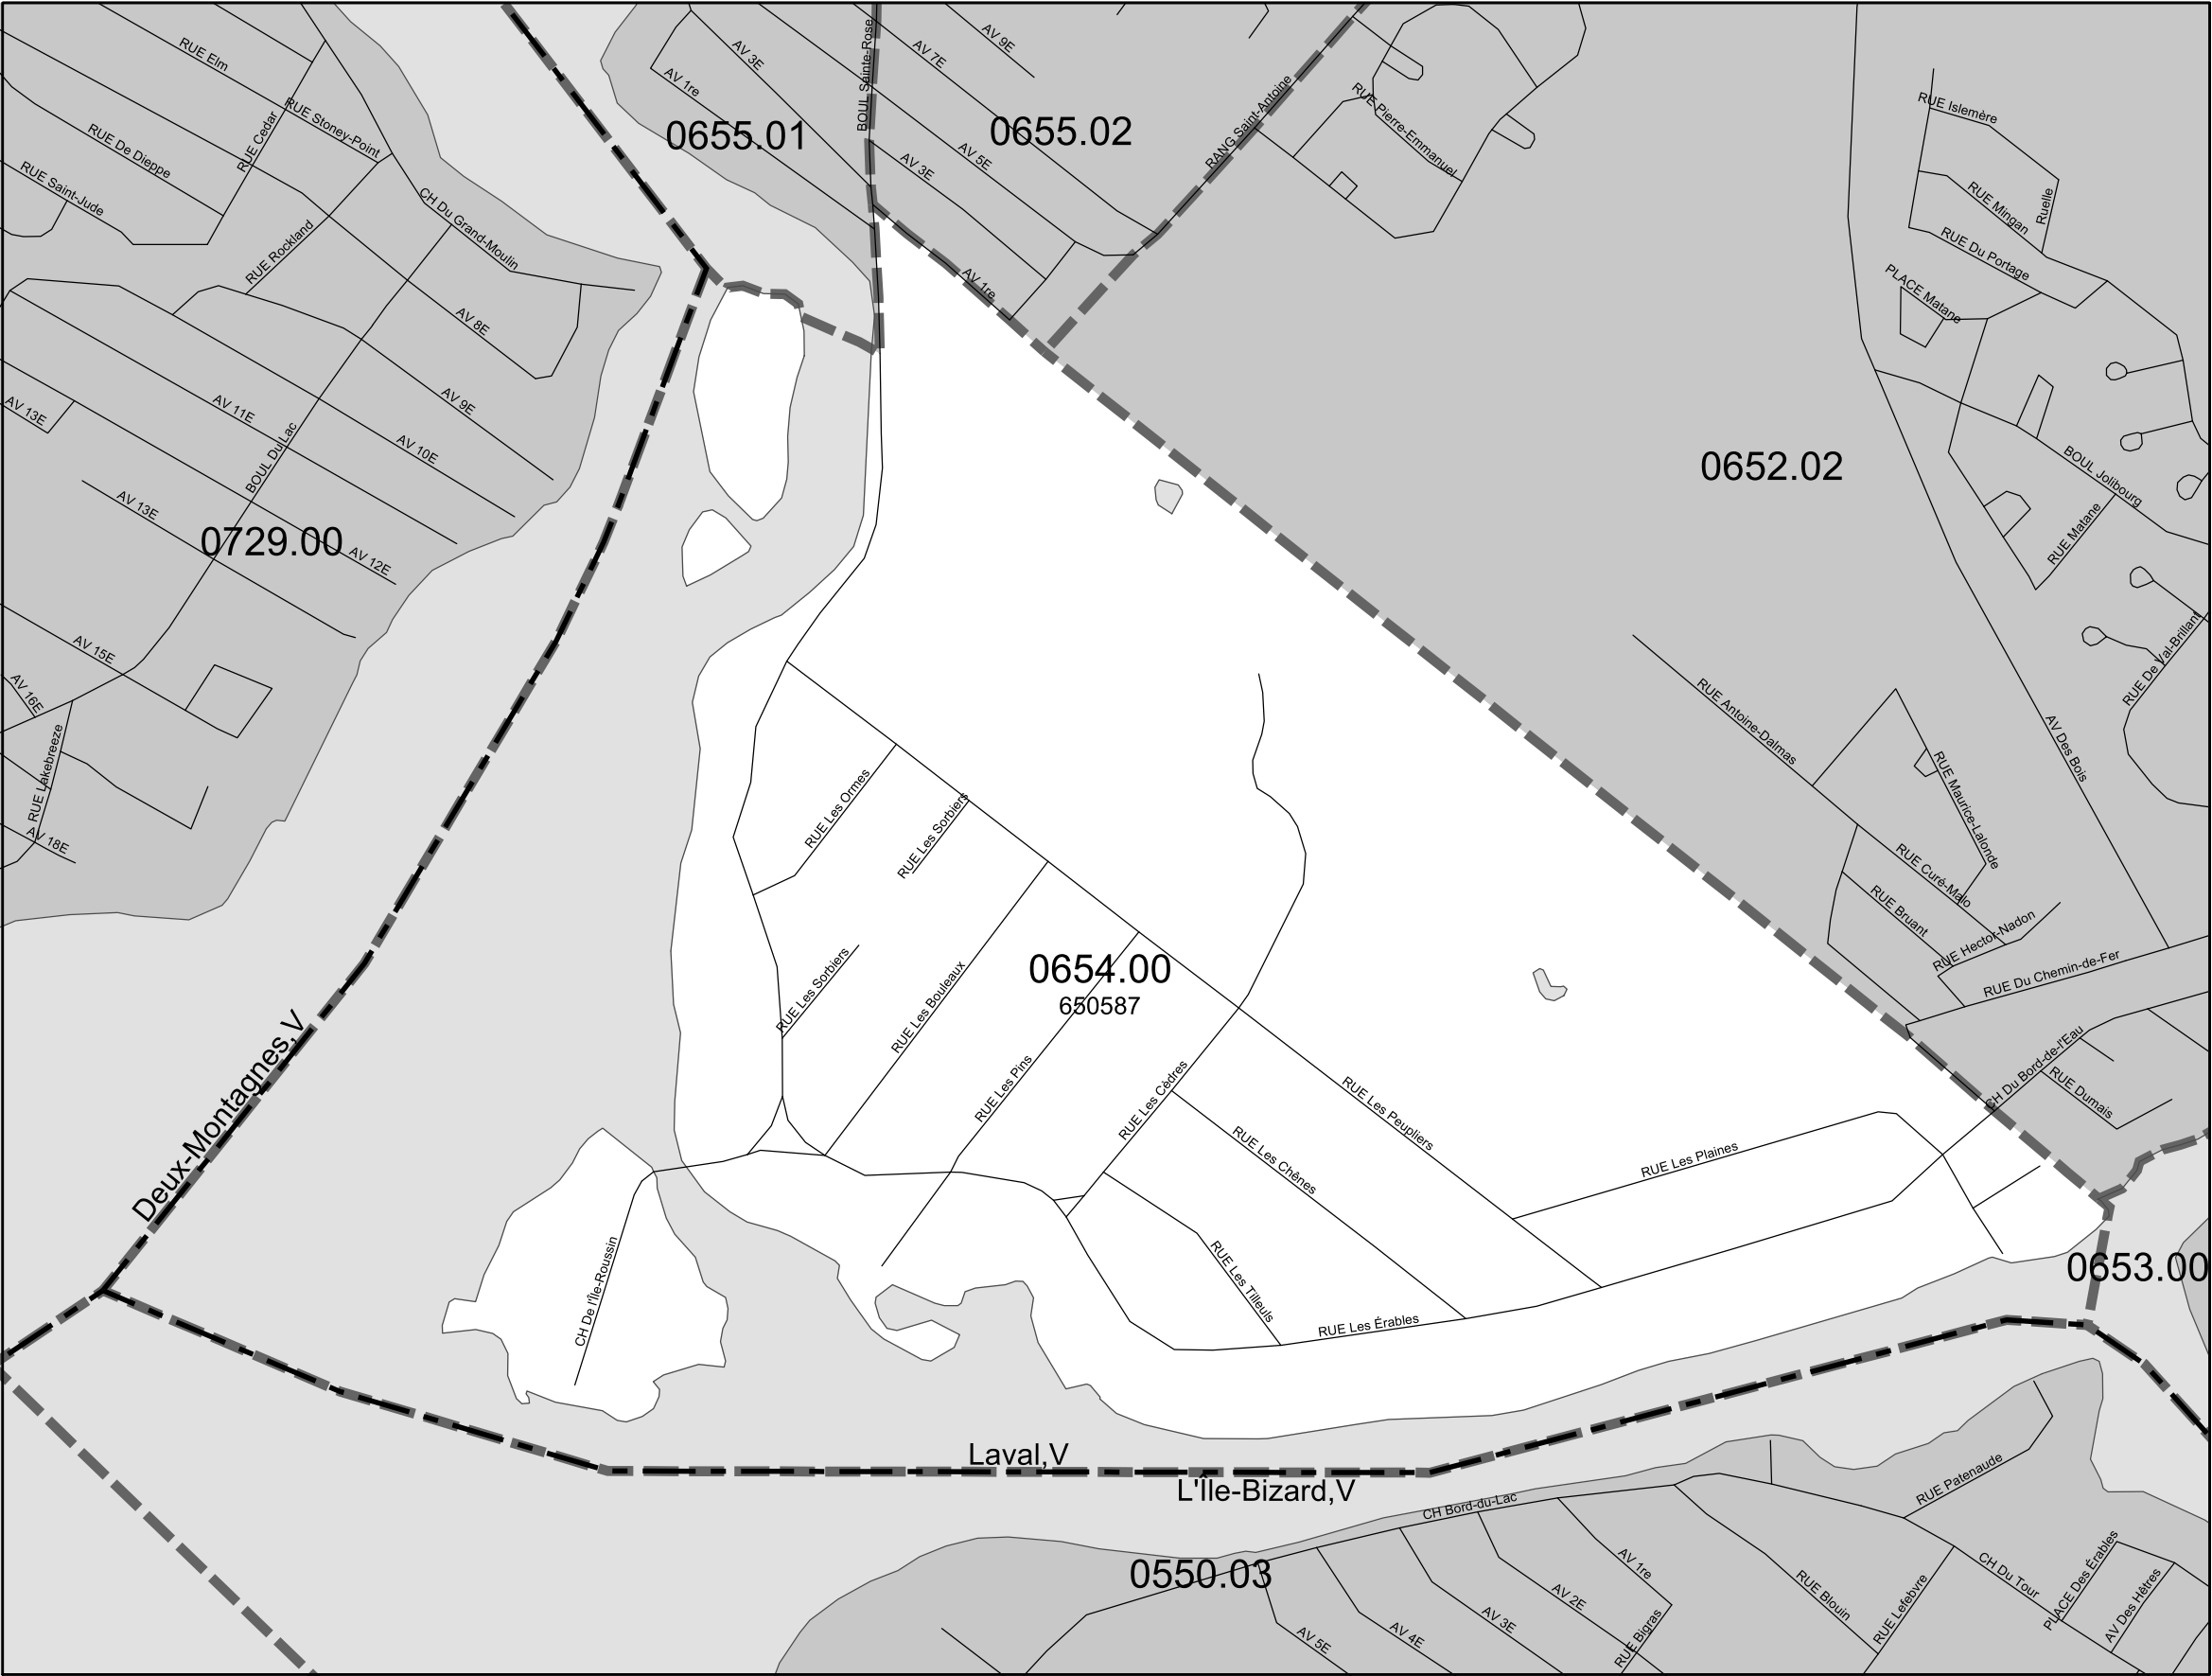 RUE Elm
RUE Stoney-Point
RUE Cedar
RUE De Dieppe
RUE Saint-Jude
RUE Rockland
CH Du Grand-Moulin
AV 8E
AV 9E
AV 10E
AV 11E
AV 13E
BOUL Du Lac
AV 13E
0729.00
AV 12E
AV 15E
AV 16E
RUE Lakebreeze
AV 18E
AV 3E
AV 1re
0655.01
BOUL Sainte-Rose
AV 7E
AV 9E
0655.02
AV 5E
AV 3E
AV 1re
RANG Saint-Antoine
RUE Pierre-Emmanuel
RUE Islemère
RUE Mingan
Ruelle
RUE Du Portage
PLACE Matane
0652.02
BOUL Jolibourg
RUE Matane
RUE De Val-Brillant
RUE Antoine-Dalmas
AV Des Bois
RUE Maurice-Lalonde
RUE Curé-Malo
RUE Bruant
RUE Hector-Nadon
RUE Du Chemin-de-Fer
CH Du Bord-de-l'Eau
RUE Dumais
RUE Les Ormes
RUE Les Sorbiers
RUE Les Sorbiers
RUE Les Bouleaux
0654.00
650587
RUE Les Pins
RUE Les Cèdres
RUE Les Peupliers
RUE Les Chênes
RUE Les Plaines
RUE Les Tilleuls
RUE Les Érables
CH De l'Île-Roussin
Deux-Montagnes,V
0653.00
Laval,V
L'Île-Bizard,V
CH Bord-du-Lac
RUE Patenaude
0550.03
AV 1re
AV 2E
AV 3E
AV 4E
AV 5E
RUE Bigras
RUE Blouin
RUE Lefebvre
CH Du Tour
PLACE Des Érables
AV Des Hêtres